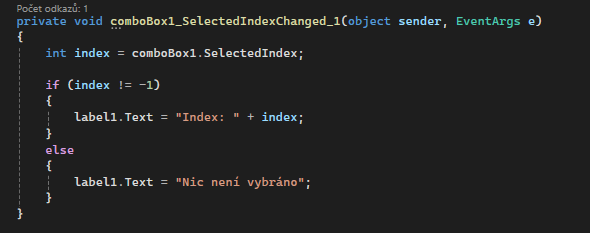 Počet odkazů: 1
private void comboBox1_SelectedIndexChanged_1(object sender, EventArgs e)
{
int index = comboBox1.SelectedIndex;
if (index != -1)
{
label1.Text = "Index: " + index;
}
else
{
label1.Text = "Nic není vybráno";
}
}